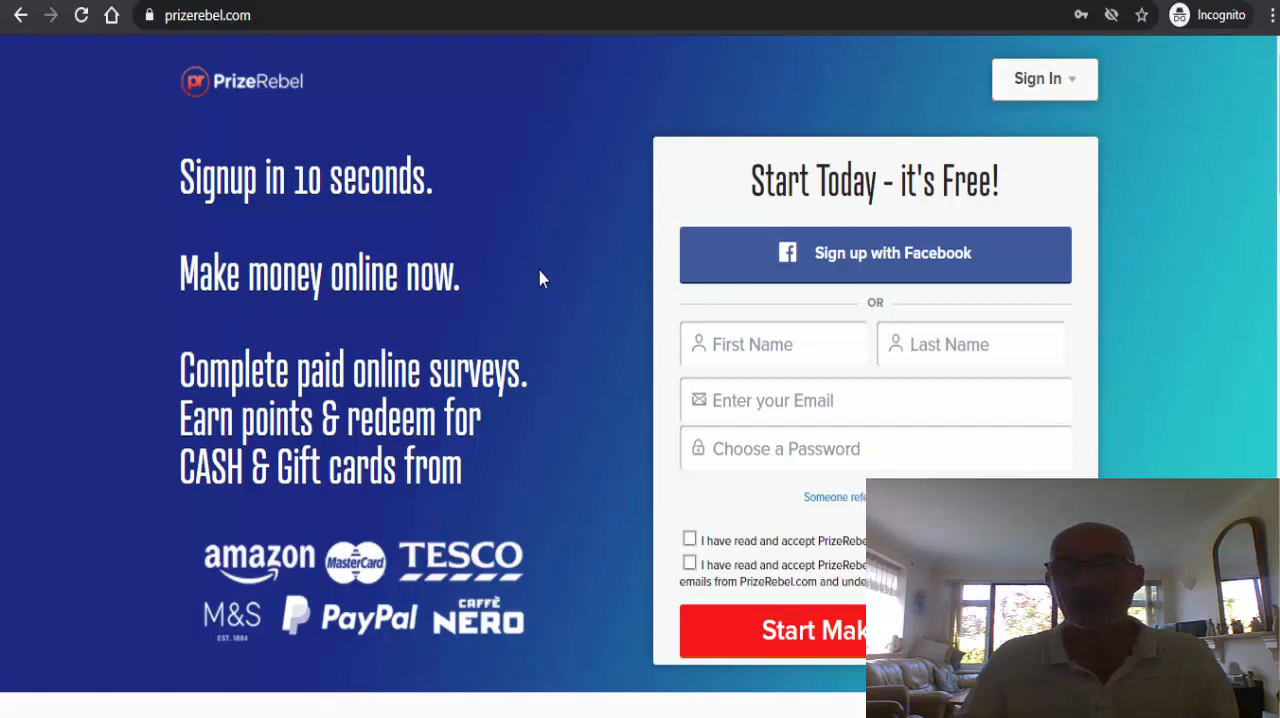 prizerebel.com
Incognito
pr PrizeRebel
Sign In
Signup in 10 seconds.
Make money online now.
Complete paid online surveys.
Earn points & redeem for
CASH & Gift cards from
amazon MasterCard TESCO
M&S EST. 1884 PayPal CAFFÈ NERO
Start Today - it's Free!
Sign up with Facebook
OR
First Name Last Name
Enter your Email
Choose a Password
Someone
I have read and accept PrizeRebe
I have read and accept PrizeRebe
emails from PrizeRebel.com and
Start